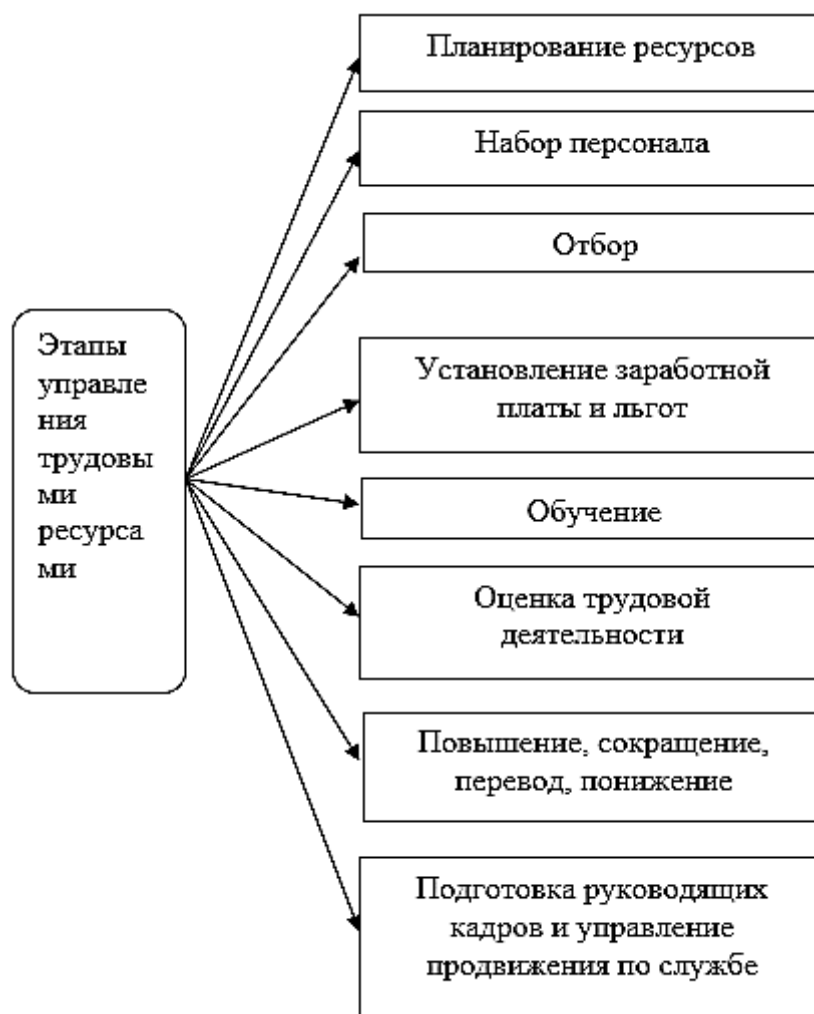 Этапы
управле
ния
трудовы
ми
ресурса
ми
Планирование ресурсов
Набор персонала
Отбор
Установление заработной
платы и льгот
Обучение
Оценка трудовой
деятельности
Повышение, сокращение,
перевод, понижение
Подготовка руководящих
кадров и управление
продвижения по службе